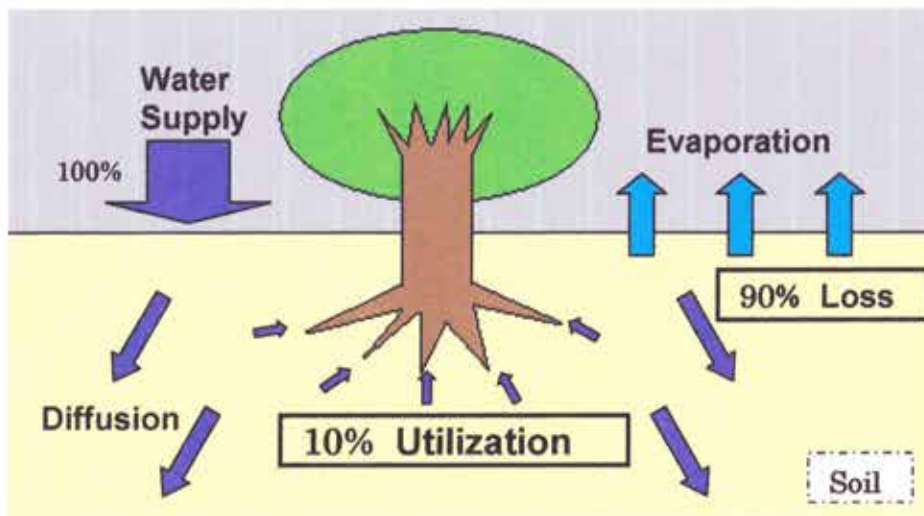 Water
Supply
100%
Evaporation
90% Loss
Diffusion
10% Utilization
Soil